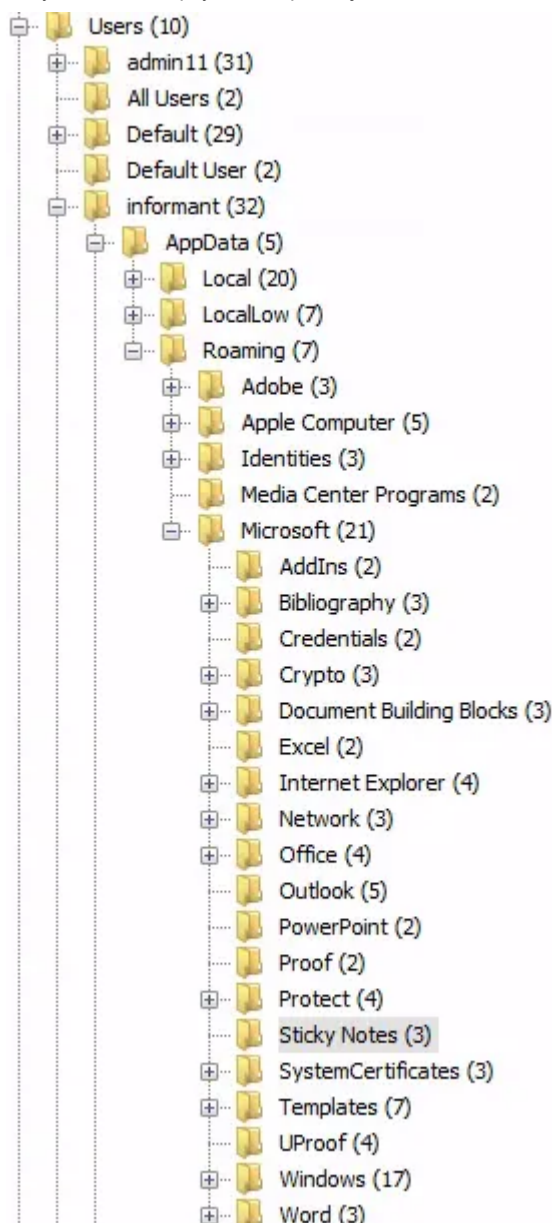 Users (10)
admin11 (31)
All Users (2)
Default (29)
Default User (2)
informant (32)
AppData (5)
Local (20)
LocalLow (7)
Roaming (7)
Adobe (3)
Apple Computer (5)
Identities (3)
Media Center Programs (2)
Microsoft (21)
AddIns (2)
Bibliography (3)
Credentials (2)
Crypto (3)
Document Building Blocks (3)
Excel (2)
Internet Explorer (4)
Network (3)
Office (4)
Outlook (5)
PowerPoint (2)
Proof (2)
Protect (4)
Sticky Notes (3)
SystemCertificates (3)
Templates (7)
UProof (4)
Windows (17)
Word (3)